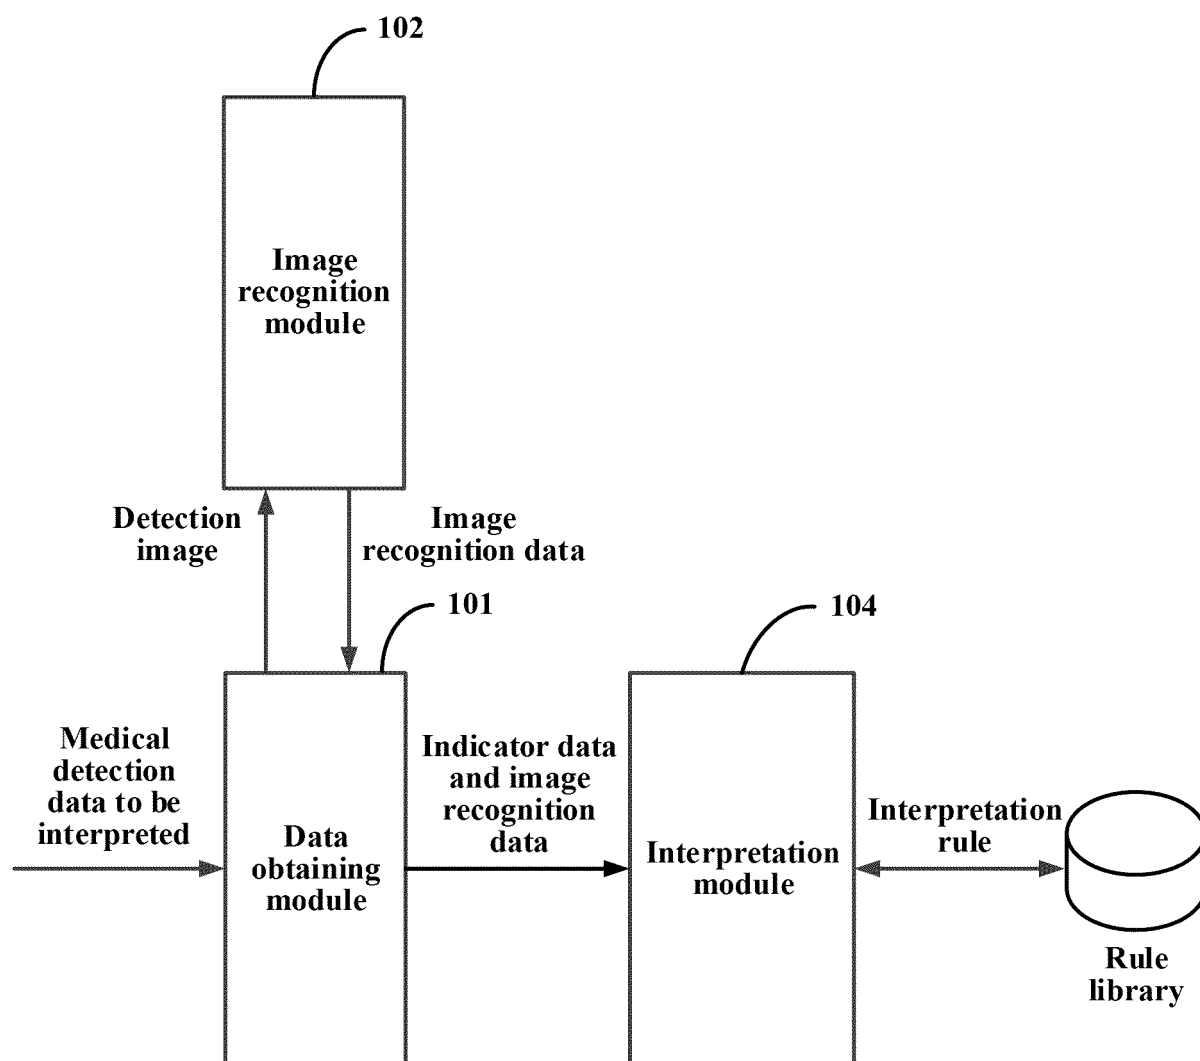 102
Image
recognition
module
Detection
image
Image
recognition data
101
104
Medical
detection
data to be
interpreted
Data
obtaining
module
Indicator data
and image
recognition
data
Interpretation
module
Interpretation
rule
Rule
library